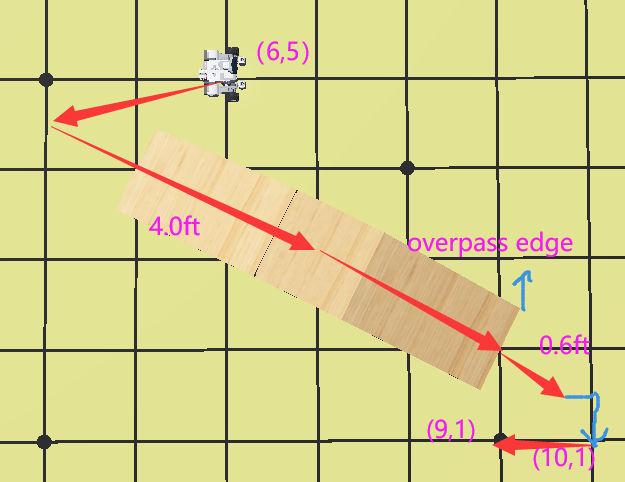 (6,5)
4.0ft
overpass edge
0.6ft
(9,1)
(10,1)